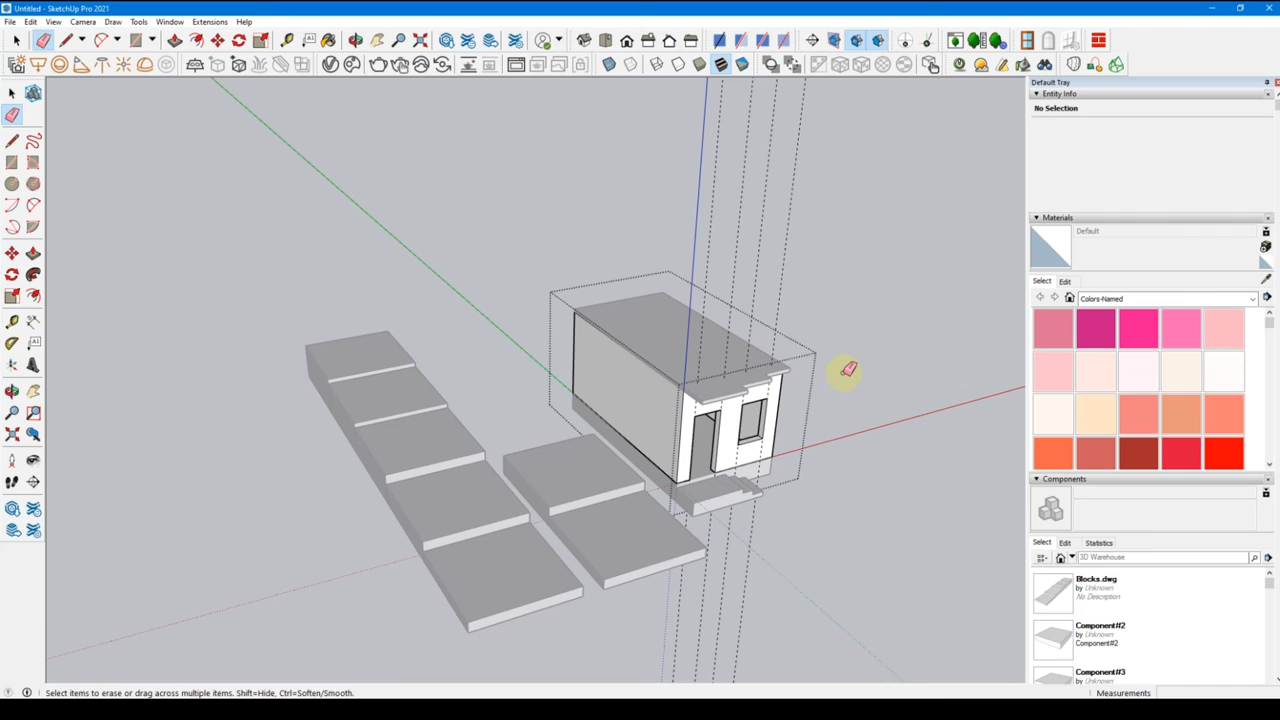 Untitled - SketchUp Pro 2021
File Edit View Camera Draw Tools Window Extensions Help
Default Tray
Entity Info
No Selection
Materials
Default
Select Edit
Colors-Named
Components
Select Edit Statistics
3D Warehouse
Blocks.dwg
by Unknown
No Description
Component#2
by Unknown
Component#2
Component#3
by Unknown
Select items to erase or drag across multiple items. Shift=Hide, Ctrl=Soften/Smooth.
Measurements